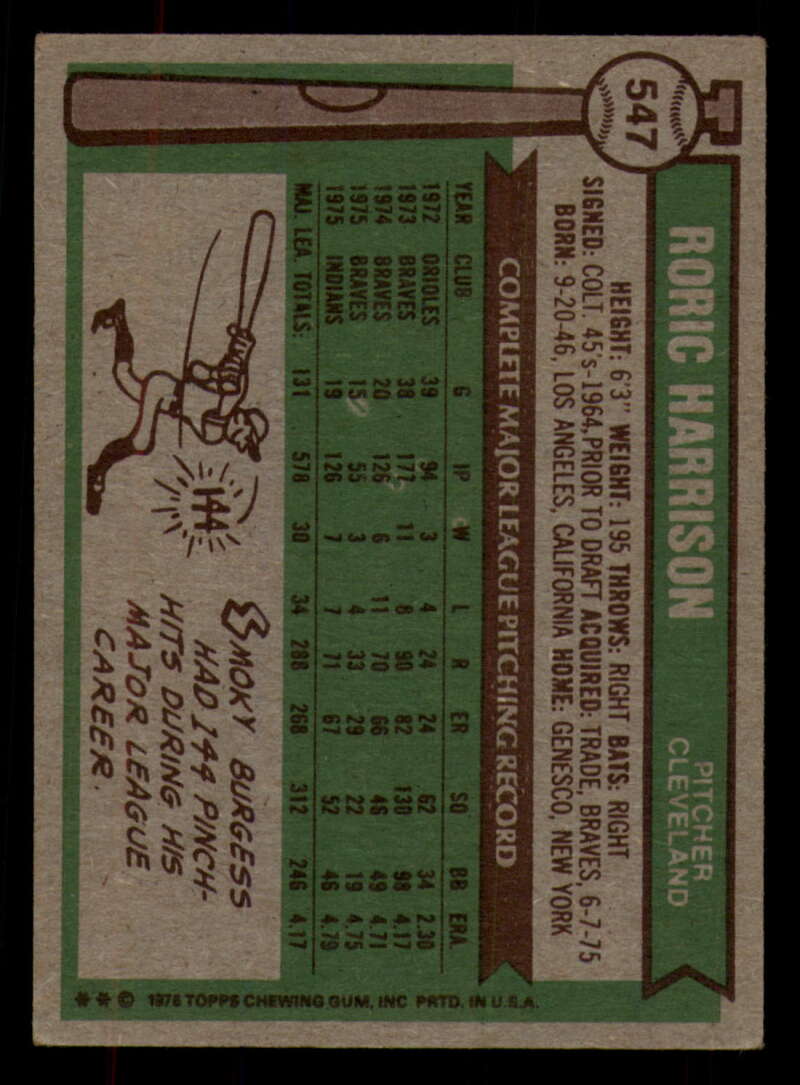 547
RORIC HARRISON
PITCHER
CLEVELAND
HEIGHT: 6'3" WEIGHT: 195 THROWS: RIGHT BATS: RIGHT
SIGNED: COLT. 45's-1964, PRIOR TO DRAFT ACQUIRED: TRADE, BRAVES, 6-7-75
BORN: 9-20-46, LOS ANGELES, CALIFORNIA HOME: GENESCO, NEW YORK
COMPLETE MAJOR LEAGUE PITCHING RECORD
YEAR CLUB G IP W L R ER SO BB ERA
1972 ORIOLES 39 94 3 4 24 24 62 34 2.30
1973 BRAVES 38 177 11 8 90 82 130 98 4.17
1974 BRAVES 20 126 6 11 70 66 46 49 4.71
1975 BRAVES 15 55 3 4 33 29 22 19 4.75
1975 INDIANS 19 126 7 7 71 67 52 46 4.79
MAJ. LEA. TOTALS: 131 578 30 34 288 268 312 246 4.17
144
SMOKY BURGESS
HAD 144 PINCH-
HITS DURING HIS
MAJOR LEAGUE
CAREER.
** © 1976 TOPPS CHEWING GUM, INC PRTD. IN U.S.A.